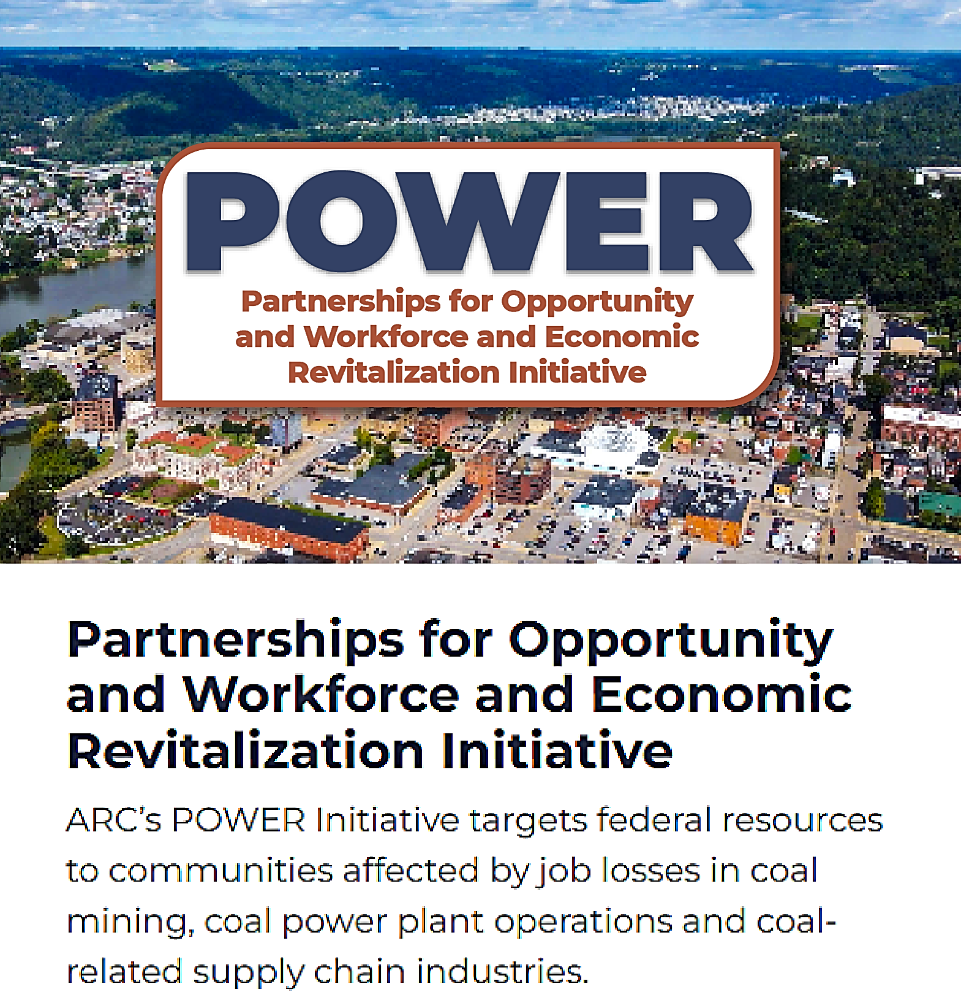 POWER
Partnerships for Opportunity
and Workforce and Economic
Revitalization Initiative
Partnerships for Opportunity
and Workforce and Economic
Revitalization Initiative
ARC’s POWER Initiative targets federal resources
to communities affected by job losses in coal
mining, coal power plant operations and coal-
related supply chain industries.